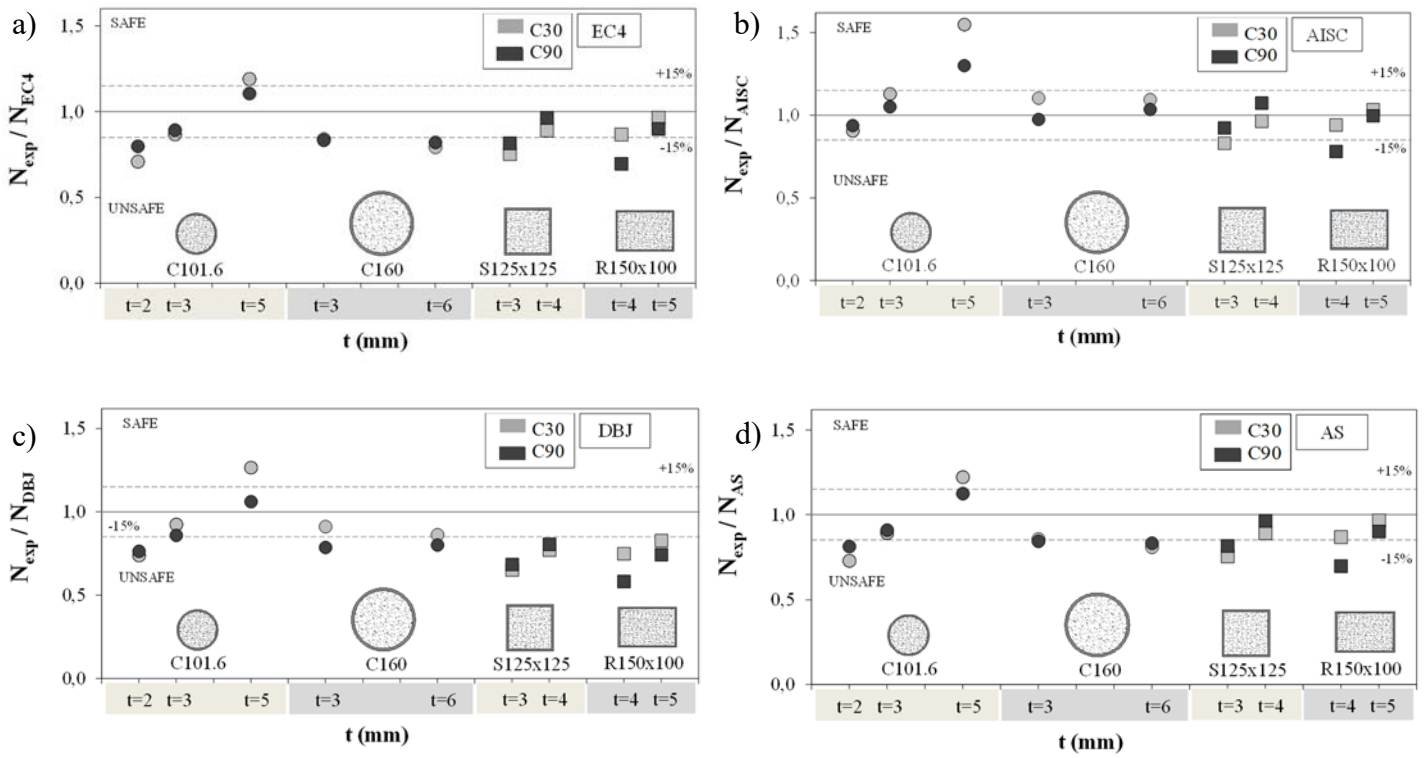 a)
1,5
1,0
0,5
0,0
N_exp / N_EC4
SAFE
C30
C90
EC4
+15%
-15%
UNSAFE
C101.6
C160
S125x125
R150x100
t=2 t=3 t=5 t=3 t=6 t=3 t=4 t=4 t=5
t (mm)
b)
1,5
1,0
0,5
0,0
N_exp / N_AISC
SAFE
C30
C90
AISC
+15%
-15%
UNSAFE
C101.6
C160
S125x125
R150x100
t=2 t=3 t=5 t=3 t=6 t=3 t=4 t=4 t=5
t (mm)
c)
1,5
1,0
0,5
0,0
N_exp / N_DBJ
SAFE
C30
C90
DBJ
+15%
-15%
UNSAFE
C101.6
C160
S125x125
R150x100
t=2 t=3 t=5 t=3 t=6 t=3 t=4 t=4 t=5
t (mm)
d)
1,5
1,0
0,5
0,0
N_exp / N_AS
SAFE
C30
C90
AS
+15%
-15%
UNSAFE
C101.6
C160
S125x125
R150x100
t=2 t=3 t=5 t=3 t=6 t=3 t=4 t=4 t=5
t (mm)